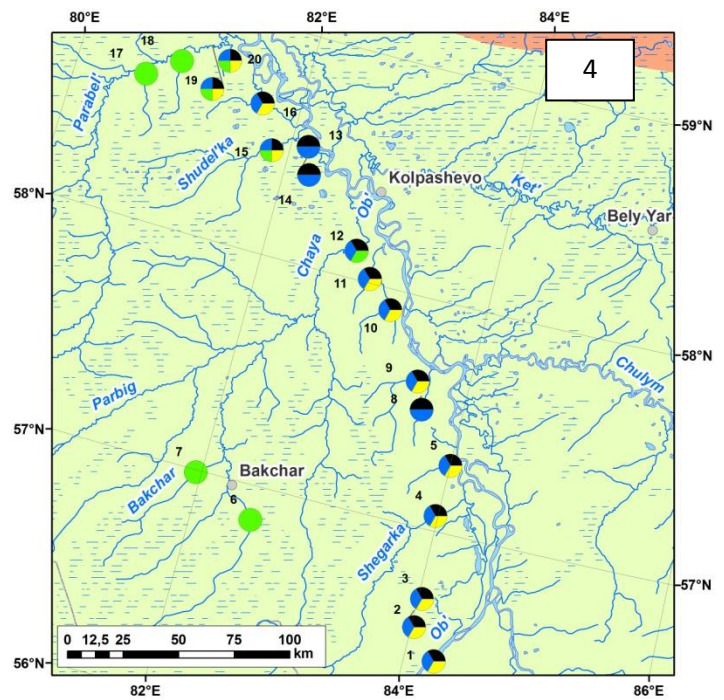 80°E 82°E 84°E
4
18
17
20
19
16
59°N
Parabel'
13
Shudel'ka
15
Kolpashevo
Ket'
58°N
14
Ob'
Bely Yar
12
Chaya
11
10
58°N
9
Chulym
Parbig
8
57°N
5
7
Bakchar
Bakchar
4
6
Shegarka
57°N
3
2
Ob'
0 12,5 25 50 75 100
km
1
56°N
82°E 84°E 86°E